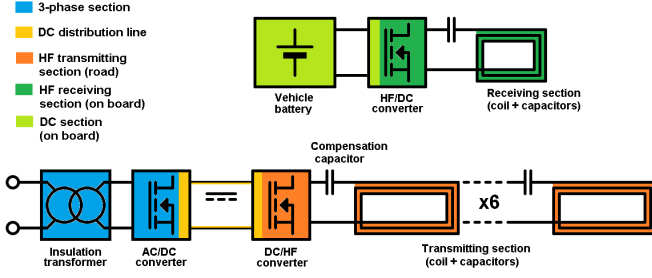 3-phase section
DC distribution line
HF transmitting
section (road)
HF receiving
section (on board)
DC section
(on board)
Vehicle
battery
HF/DC
converter
Receiving section
(coil + capacitors)
Compensation
capacitor
x6
Insulation
transformer
AC/DC
converter
DC/HF
converter
Transmitting section
(coil + capacitors)